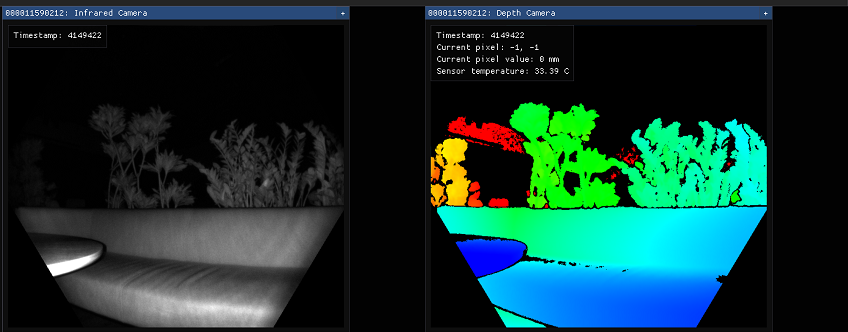 000011590212: Infrared Camera
+
Timestamp: 4149422
000011590212: Depth Camera
+
Timestamp: 4149422
Current pixel: -1, -1
Current pixel value: 0 mm
Sensor temperature: 33.39 C